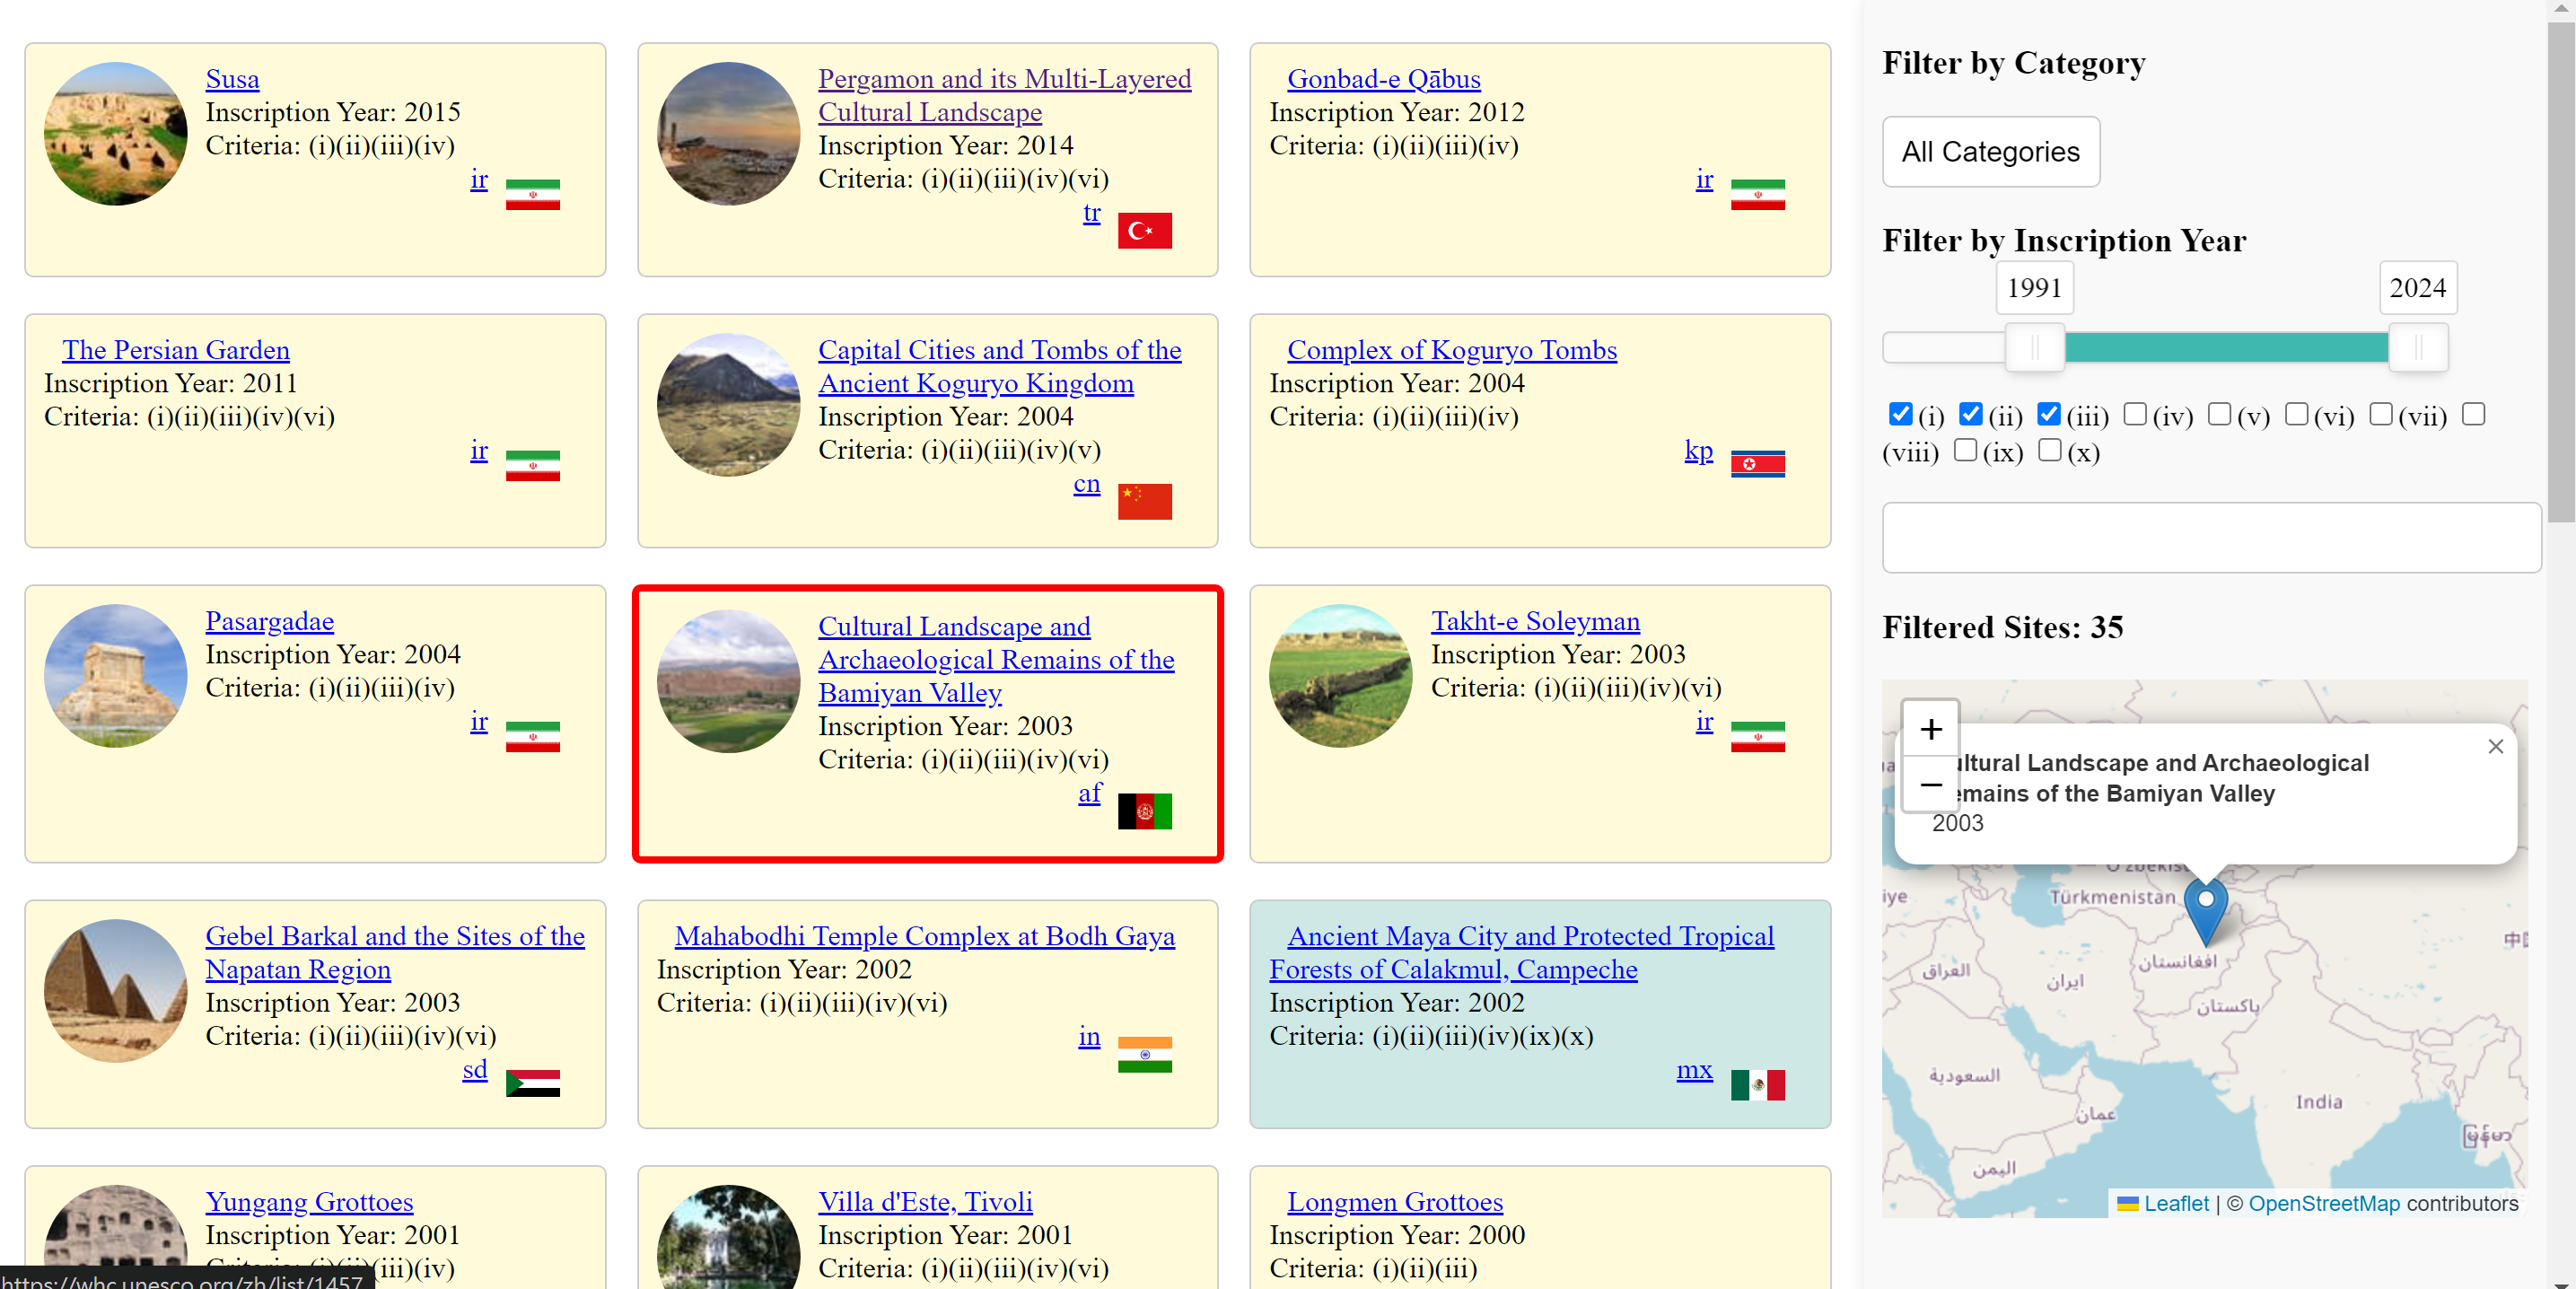 Susa
Inscription Year: 2015
Criteria: (i)(ii)(iii)(iv)
ir
Pergamon and its Multi-Layered
Cultural Landscape
Inscription Year: 2014
Criteria: (i)(ii)(iii)(iv)(vi)
tr
Gonbad-e Qābus
Inscription Year: 2012
Criteria: (i)(ii)(iii)(iv)
ir
The Persian Garden
Inscription Year: 2011
Criteria: (i)(ii)(iii)(iv)(vi)
ir
Capital Cities and Tombs of the
Ancient Koguryo Kingdom
Inscription Year: 2004
Criteria: (i)(ii)(iii)(iv)(v)
cn
Complex of Koguryo Tombs
Inscription Year: 2004
Criteria: (i)(ii)(iii)(iv)
kp
Pasargadae
Inscription Year: 2004
Criteria: (i)(ii)(iii)(iv)
ir
Cultural Landscape and
Archaeological Remains of the
Bamiyan Valley
Inscription Year: 2003
Criteria: (i)(ii)(iii)(iv)(vi)
af
Takht-e Soleyman
Inscription Year: 2003
Criteria: (i)(ii)(iii)(iv)(vi)
ir
Gebel Barkal and the Sites of the
Napatan Region
Inscription Year: 2003
Criteria: (i)(ii)(iii)(iv)(vi)
sd
Mahabodhi Temple Complex at Bodh Gaya
Inscription Year: 2002
Criteria: (i)(ii)(iii)(iv)(vi)
in
Ancient Maya City and Protected Tropical
Forests of Calakmul, Campeche
Inscription Year: 2002
Criteria: (i)(ii)(iii)(iv)(ix)(x)
mx
Yungang Grottoes
Inscription Year: 2001
(iii)(iv)
Villa d'Este, Tivoli
Inscription Year: 2001
Criteria: (i)(ii)(iii)(iv)(vi)
Longmen Grottoes
Inscription Year: 2000
Criteria: (i)(ii)(iii)
https://whc.unesco.org/zh/list/1457
Filter by Category
All Categories
Filter by Inscription Year
1991 2024
(i) (ii) (iii) (iv) (v) (vi) (vii)
(viii) (ix) (x)
Filtered Sites: 35
+
−
×
ultural Landscape and Archaeological
emains of the Bamiyan Valley
2003
Türkmenistan
افغانستان
العراق
ایران
پاکستان
السعودية
عمان
India
မြန်မာ
اليمن
Leaflet | © OpenStreetMap contributors